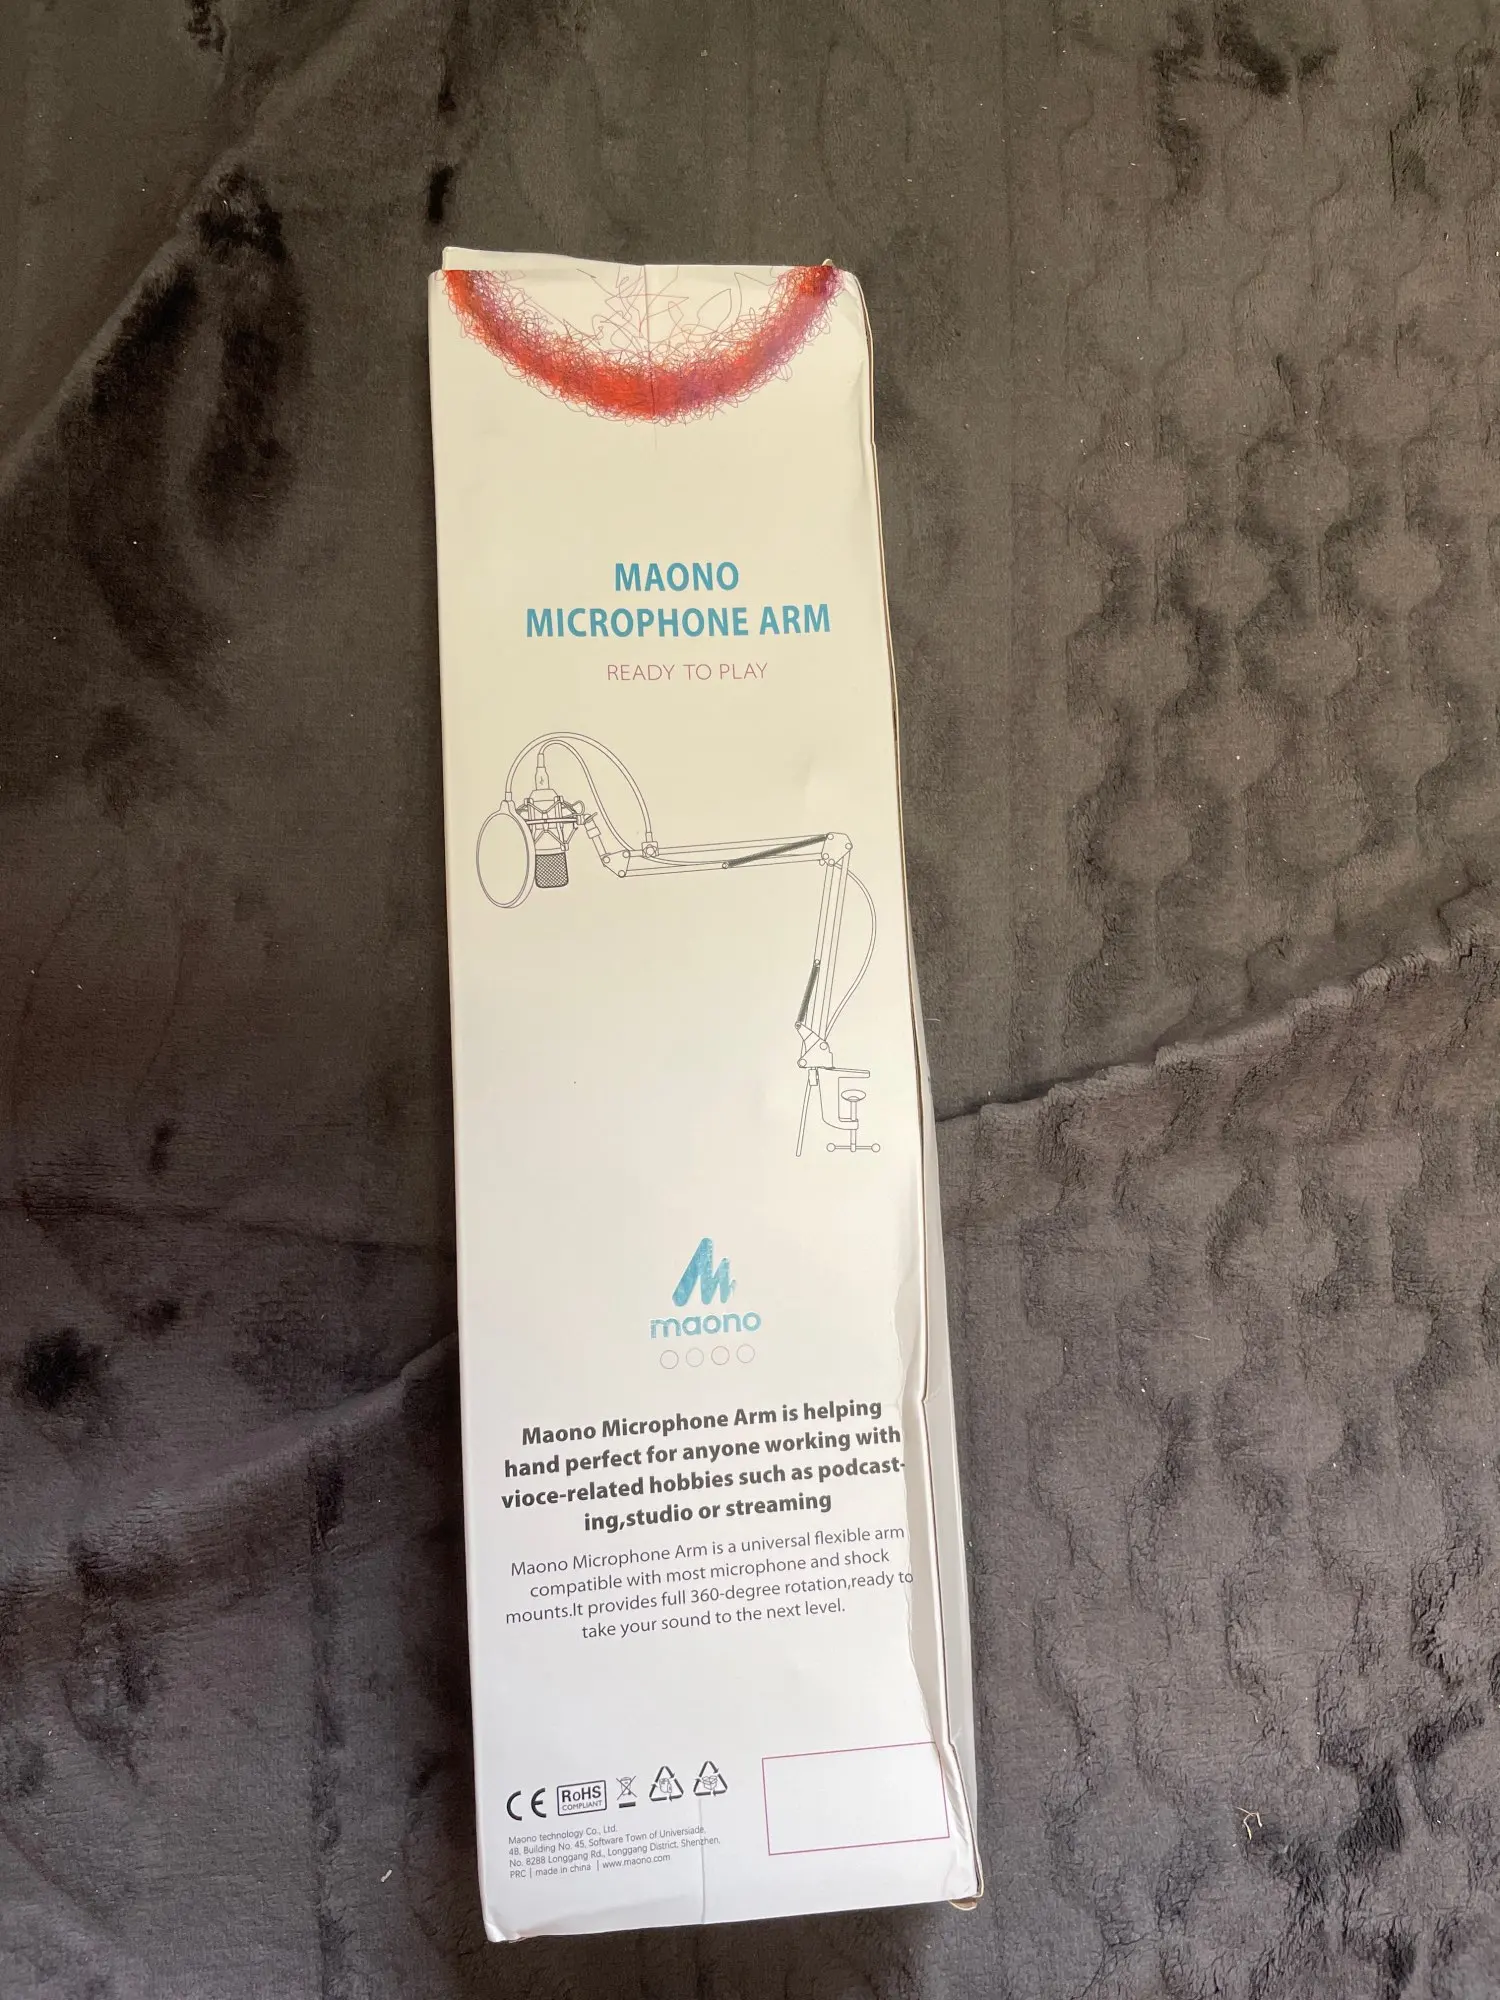 MAONO
MICROPHONE ARM
READY TO PLAY
maono
Maono Microphone Arm is helping
hand perfect for anyone working with
vioce-related hobbies such as podcast-
ing,studio or streaming
Maono Microphone Arm is a universal flexible arm
compatible with most microphone and shock
mounts.It provides full 360-degree rotation,ready to
take your sound to the next level.
CE RoHS
COMPLIANT
Maono technology Co., Ltd.
4B, Building No. 45, Software Town of Universiade,
No. 8288 Longgang Rd., Longgang District, Shenzhen,
PRC | made in china | www.maono.com